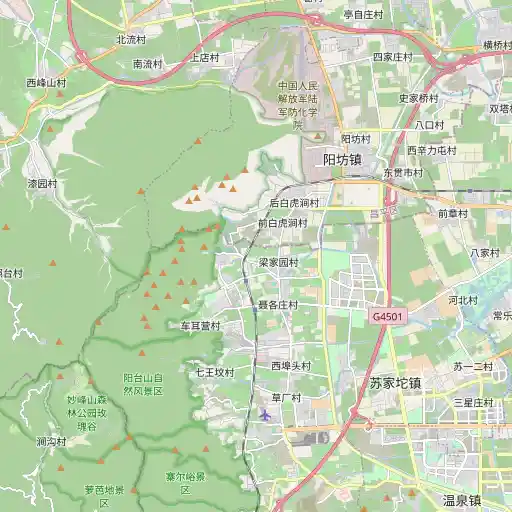 亭自庄村
北流村
横桥村
南流村
上店村
四家庄村
西峰山村
中国人民
解放军陆
军防化学
院
史家桥村
双塔
八口村
阳坊村
西辛力屯村
阳坊镇
东贯市村
漆园村
后白虎涧村
昌平区
前章村
前白虎涧村
八家村
梁家园村
淇台村
河北村
聂各庄村
G4501
常乐
车耳营村
西埠头村
苏一二村
七王坟村
阳台山自
然风景区
苏家坨镇
草厂村
妙峰山森
林公园玫
瑰谷
三星庄村
涧沟村
寨尔峪景
区
萝芭地景
区
温泉镇